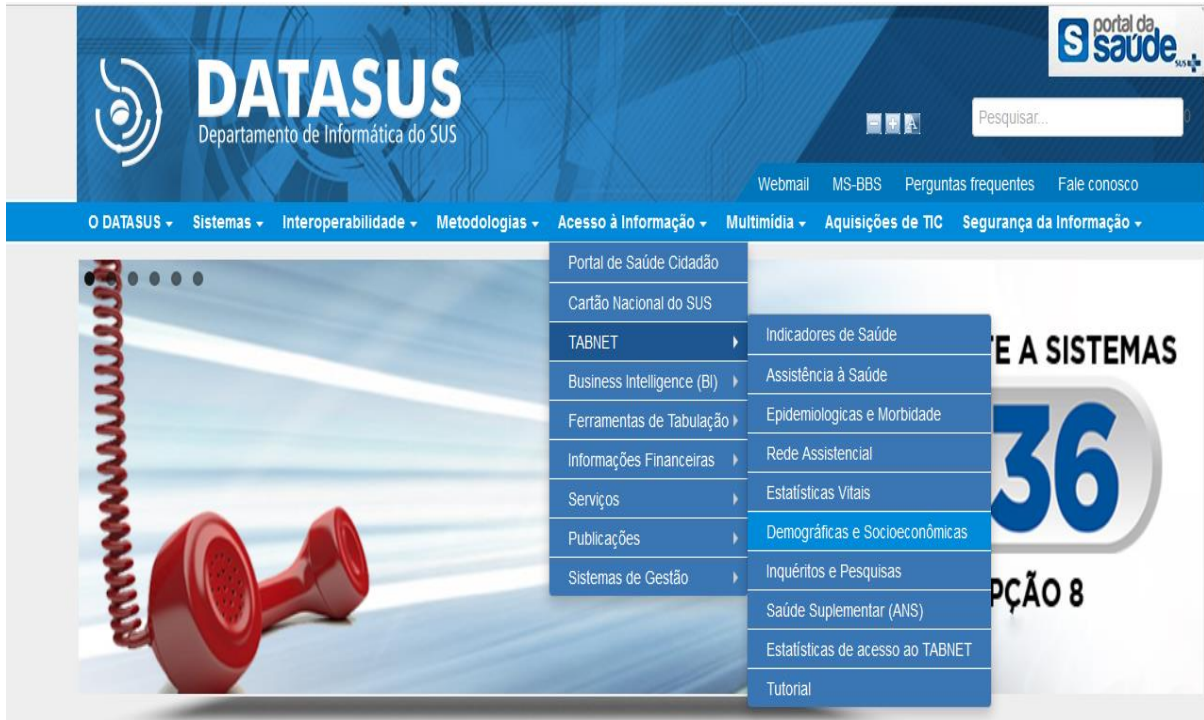 portal da
saúde
SUS
DATASUS
Departamento de Informática do SUS
- + A
Pesquisar...
Webmail MS-BBS Perguntas frequentes Fale conosco
O DATASUS Sistemas Interoperabilidade Metodologias Acesso à Informação Multimídia Aquisições de TIC Segurança da Informação
Portal de Saúde Cidadão
Cartão Nacional do SUS
TABNET
Business Intelligence (BI)
Ferramentas de Tabulação
Informações Financeiras
Serviços
Publicações
Sistemas de Gestão
Indicadores de Saúde
Assistência à Saúde
Epidemiologicas e Morbidade
Rede Assistencial
Estatísticas Vitais
Demográficas e Socioeconômicas
Inquéritos e Pesquisas
Saúde Suplementar (ANS)
Estatísticas de acesso ao TABNET
Tutorial
E A SISTEMAS
36
PÇÃO 8